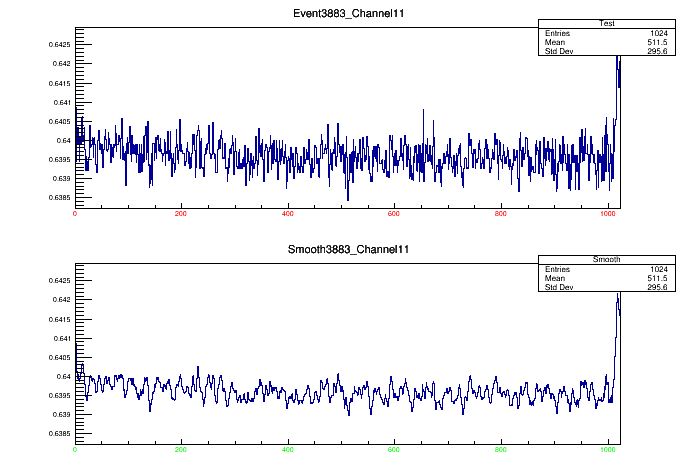 Event3883_Channel11
Test
Entries 1024
Mean 511.5
Std Dev 295.6
0.6425
0.642
0.6415
0.641
0.6405
0.64
0.6395
0.639
0.6385
0 200 400 600 800 1000
Smooth3883_Channel11
Smooth
Entries 1024
Mean 511.5
Std Dev 295.6
0.6425
0.642
0.6415
0.641
0.6405
0.64
0.6395
0.639
0.6385
0 200 400 600 800 1000